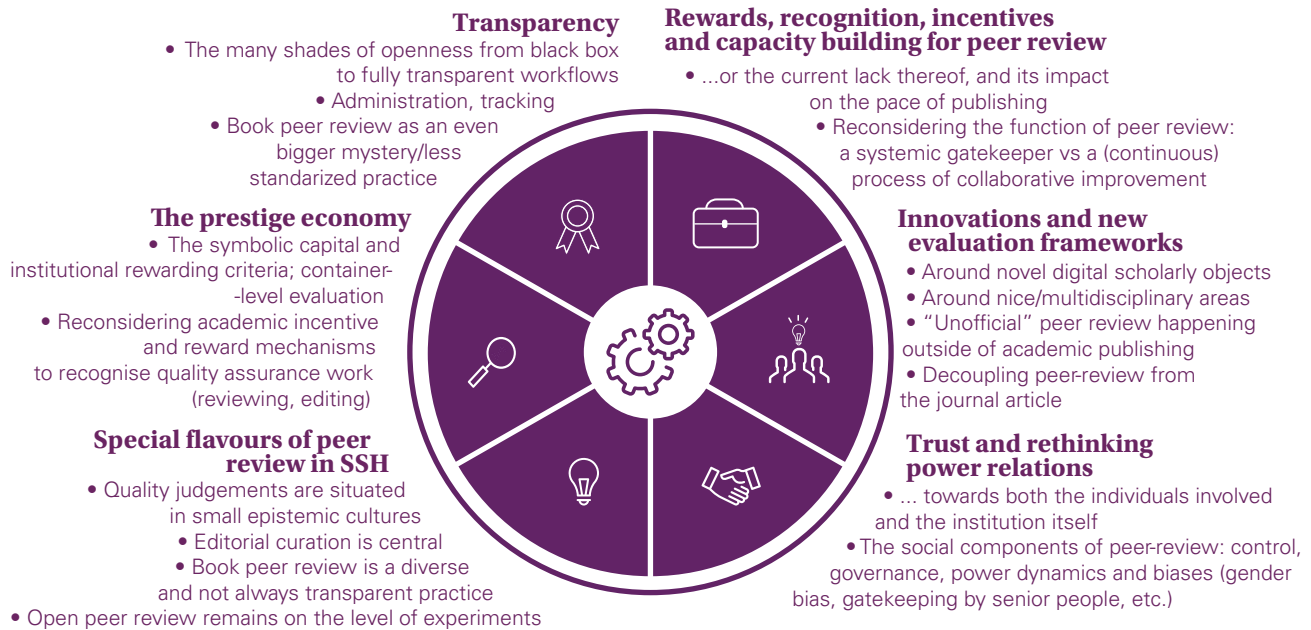 Transparency
• The many shades of openness from black box
to fully transparent workflows
• Administration, tracking
• Book peer review as an even
bigger mystery/less
standarized practice
The prestige economy
• The symbolic capital and
institutional rewarding criteria; container-
-level evaluation
• Reconsidering academic incentive
and reward mechanisms
to recognise quality assurance work
(reviewing, editing)
Special flavours of peer
review in SSH
• Quality judgements are situated
in small epistemic cultures
• Editorial curation is central
• Book peer review is a diverse
and not always transparent practice
• Open peer review remains on the level of experiments
Rewards, recognition, incentives
and capacity building for peer review
• ...or the current lack thereof, and its impact
on the pace of publishing
• Reconsidering the function of peer review:
a systemic gatekeeper vs a (continuous)
process of collaborative improvement
Innovations and new
evaluation frameworks
• Around novel digital scholarly objects
• Around nice/multidisciplinary areas
• “Unofficial” peer review happening
outside of academic publishing
• Decoupling peer-review from
the journal article
Trust and rethinking
power relations
• ... towards both the individuals involved
and the institution itself
• The social components of peer-review: control,
governance, power dynamics and biases (gender
bias, gatekeeping by senior people, etc.)